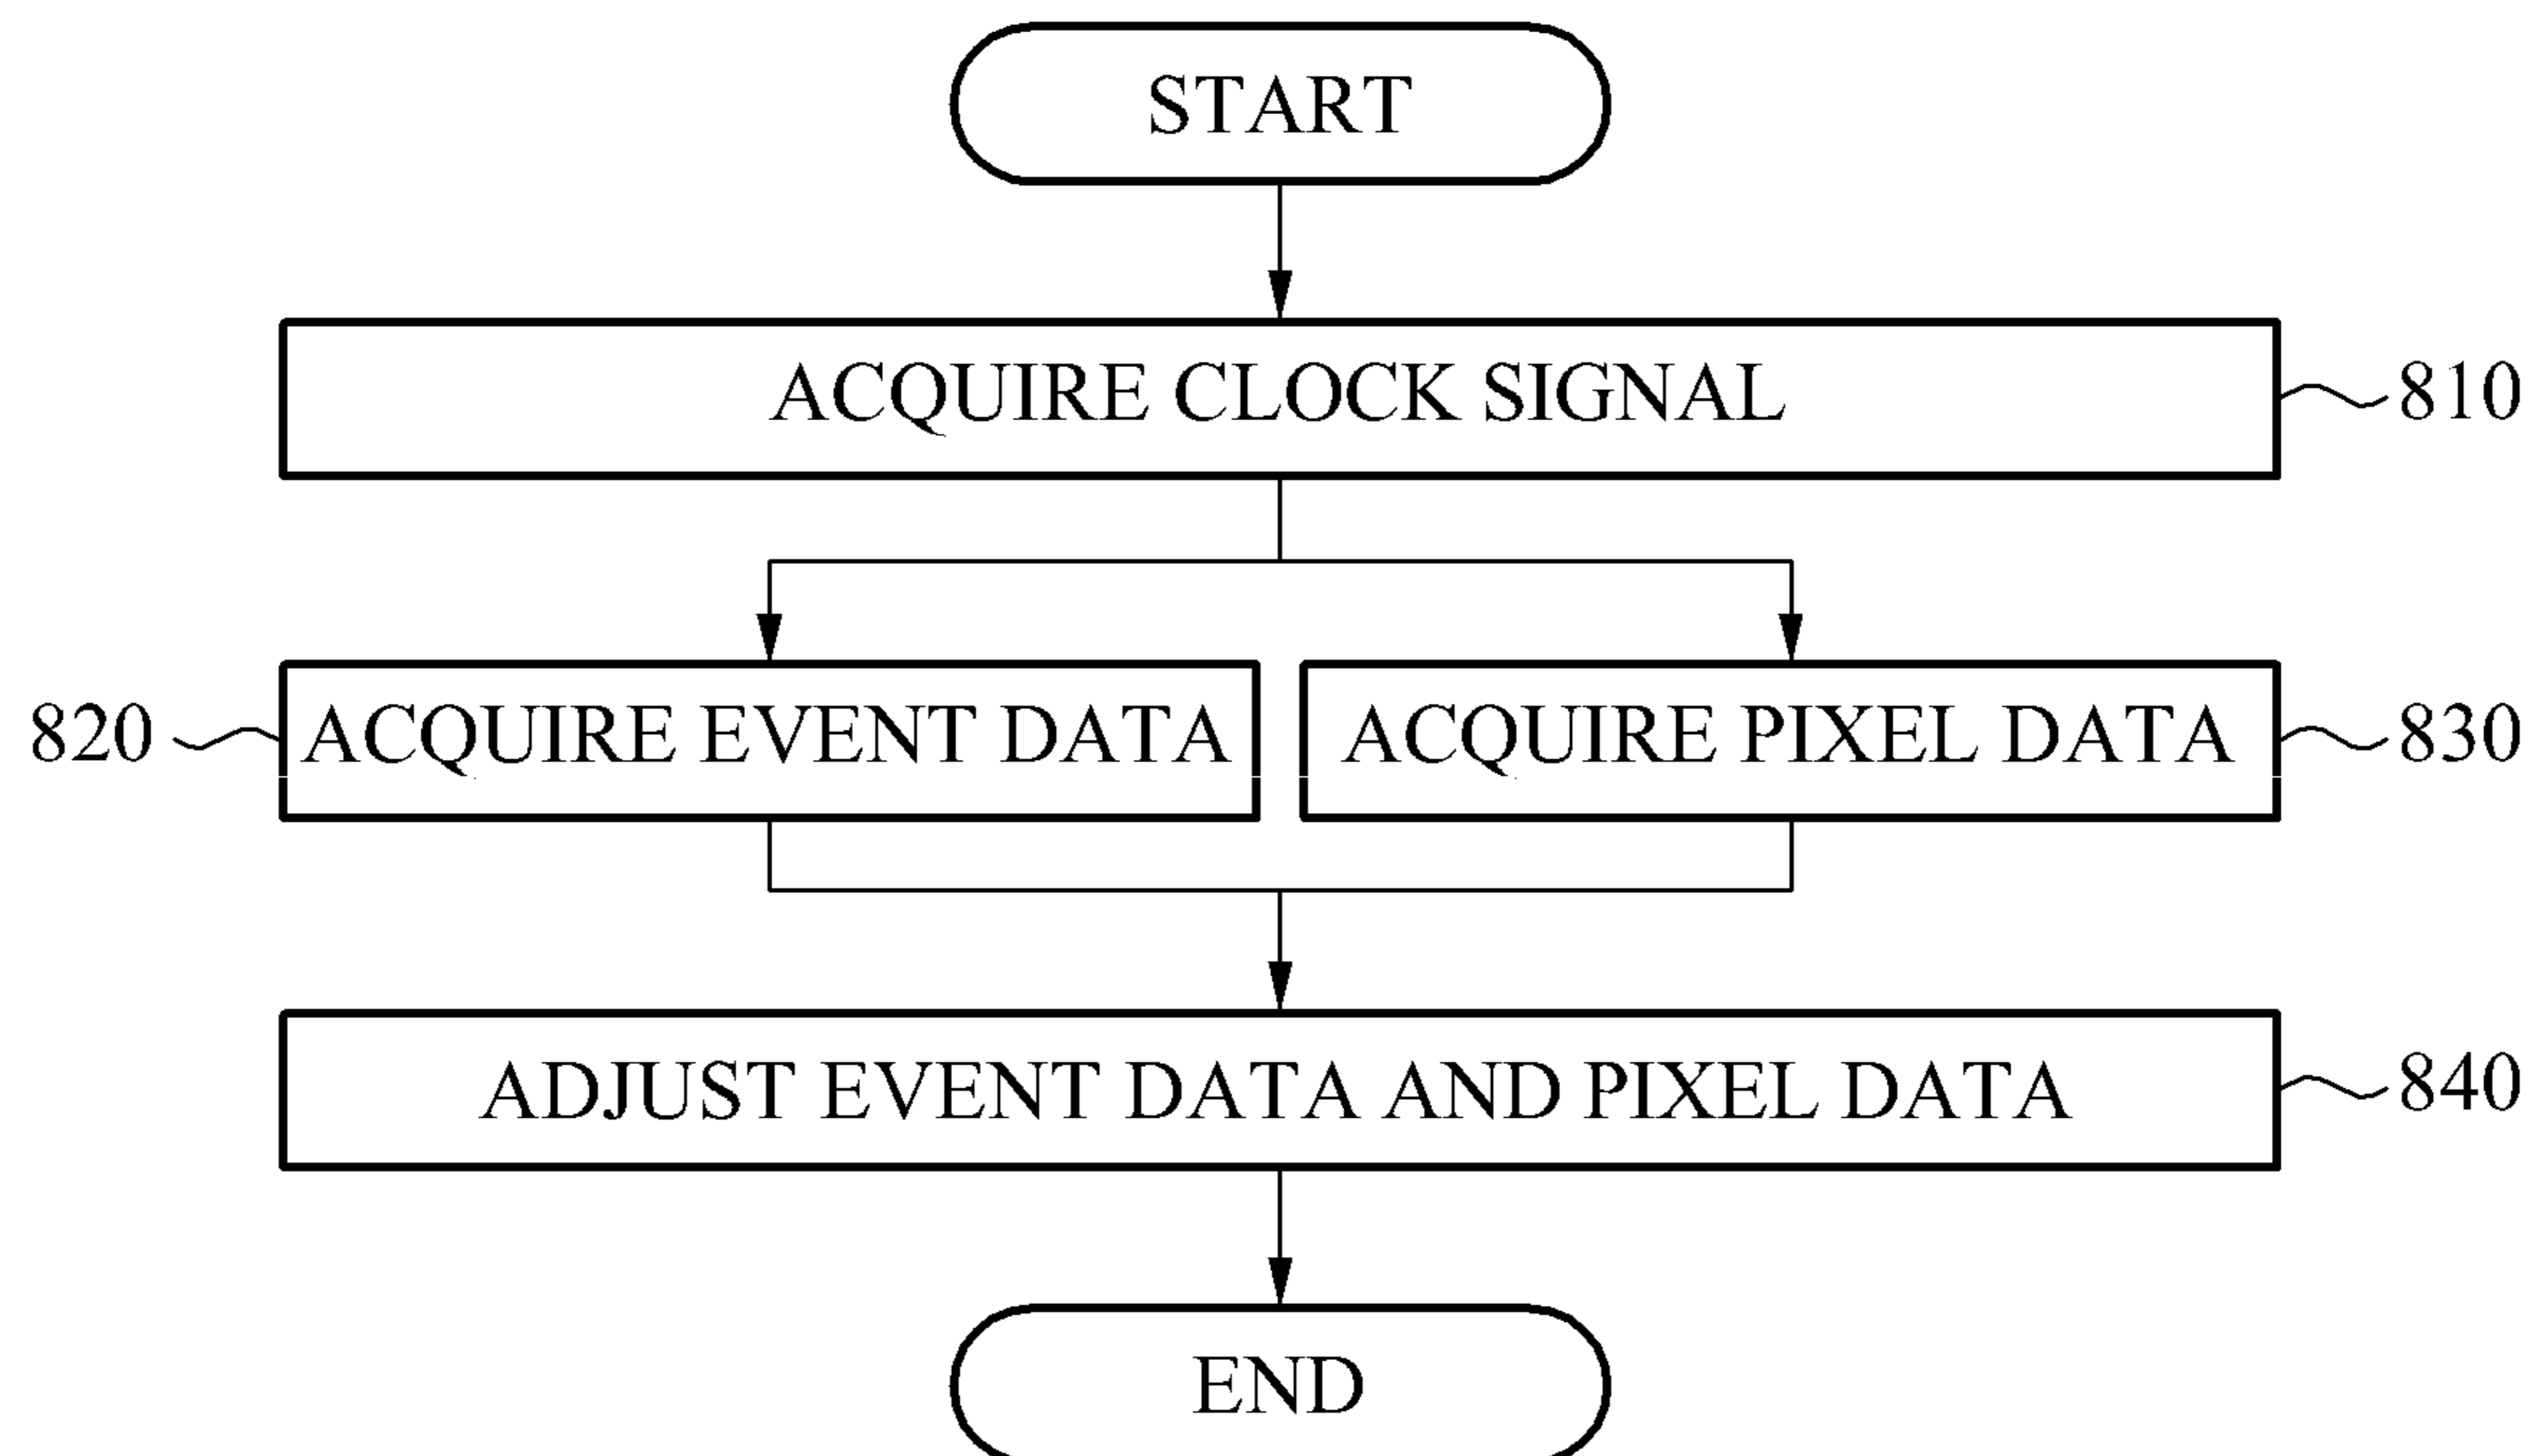 START
ACQUIRE CLOCK SIGNAL 810
820 ACQUIRE EVENT DATA ACQUIRE PIXEL DATA 830
ADJUST EVENT DATA AND PIXEL DATA 840
END